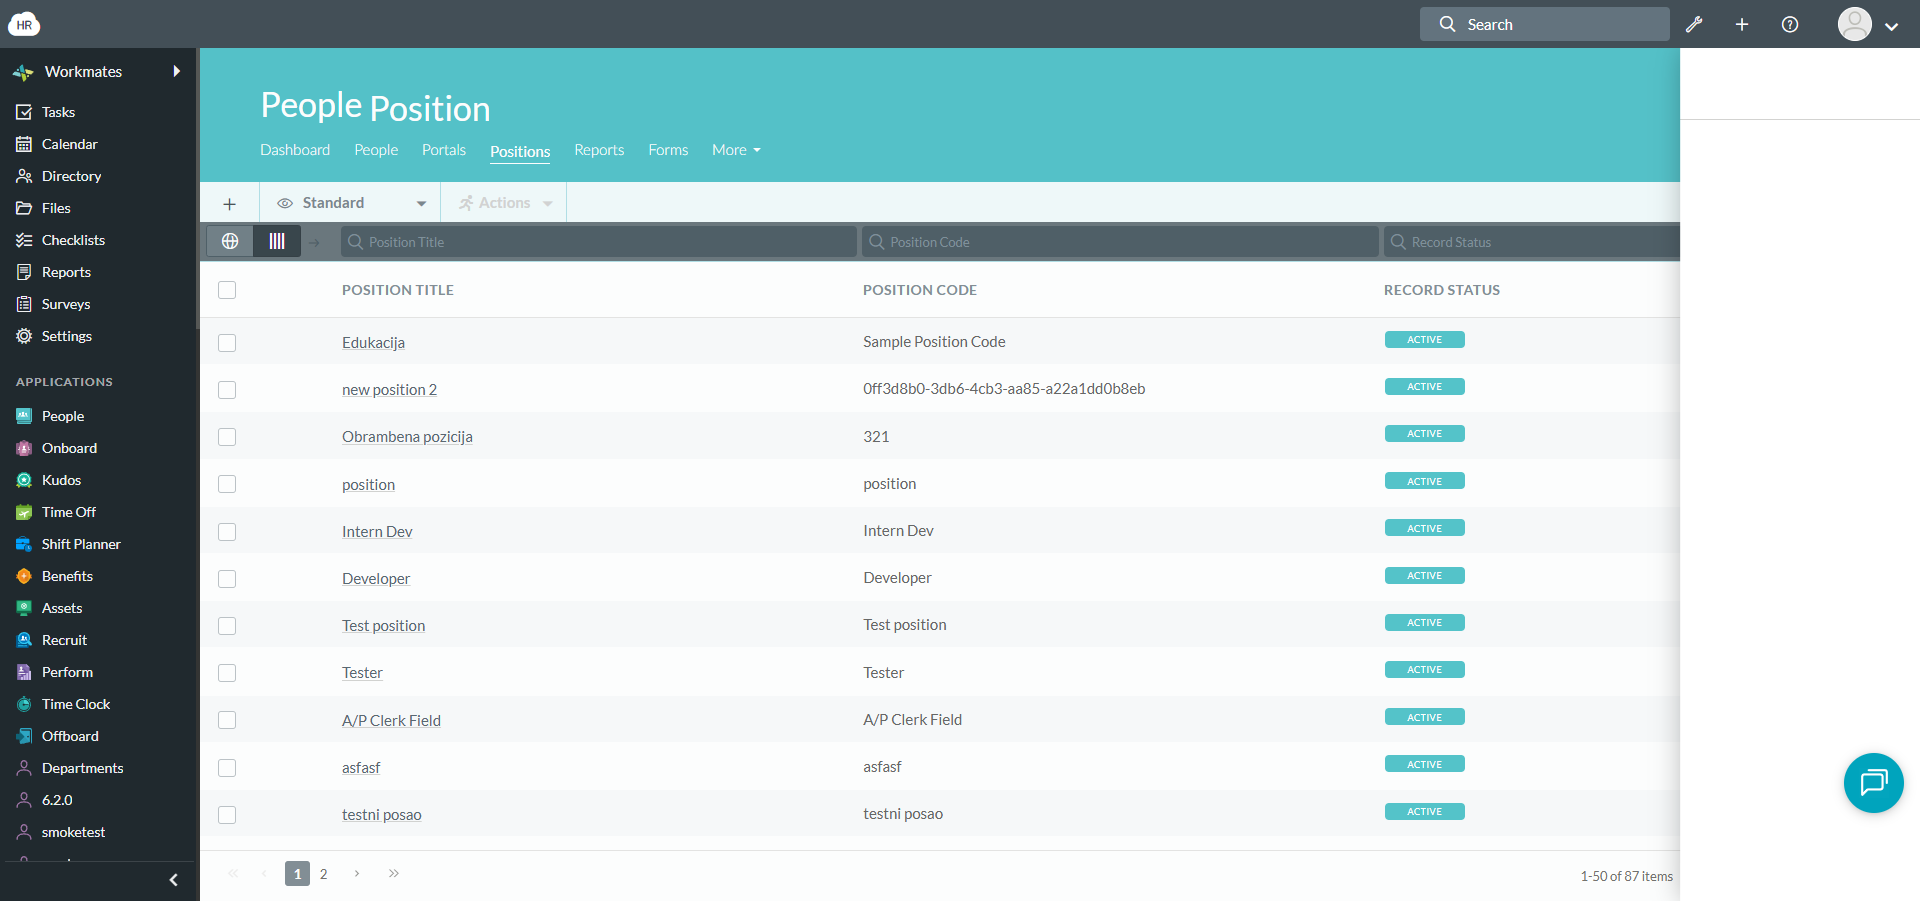 HR
Search
Workmates
Tasks
Calendar
Directory
Files
Checklists
Reports
Surveys
Settings
APPLICATIONS
People
Onboard
Kudos
Time Off
Shift Planner
Benefits
Assets
Recruit
Perform
Time Clock
Offboard
Departments
6.2.0
smoketest
People Position
Dashboard People Portals Positions Reports Forms More
Standard Actions
Position Title Position Code Record Status
POSITION TITLE POSITION CODE RECORD STATUS
Edukacija Sample Position Code ACTIVE
new position 2 0ff3d8b0-3db6-4cb3-aa85-a22a1dd0b8eb ACTIVE
Obrambena pozicija 321 ACTIVE
position position ACTIVE
Intern Dev Intern Dev ACTIVE
Developer Developer ACTIVE
Test position Test position ACTIVE
Tester Tester ACTIVE
A/P Clerk Field A/P Clerk Field ACTIVE
asfasf asfasf ACTIVE
testni posao testni posao ACTIVE
1 2
1-50 of 87 items